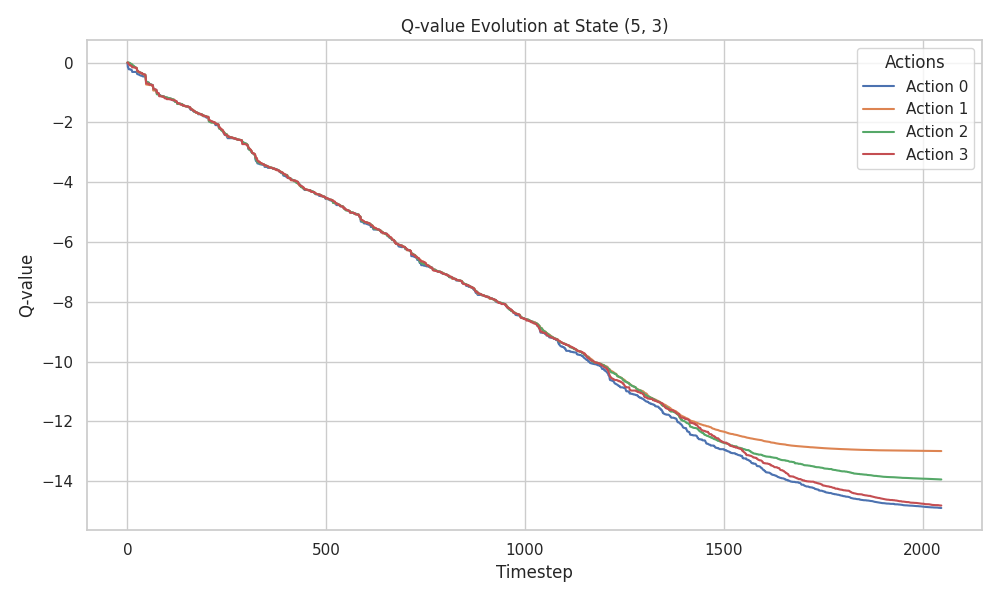 Q-value Evolution at State (5, 3)
Q-value
0
−2
−4
−6
−8
−10
−12
−14
Actions
Action 0
Action 1
Action 2
Action 3
0
500
1000
1500
2000
Timestep